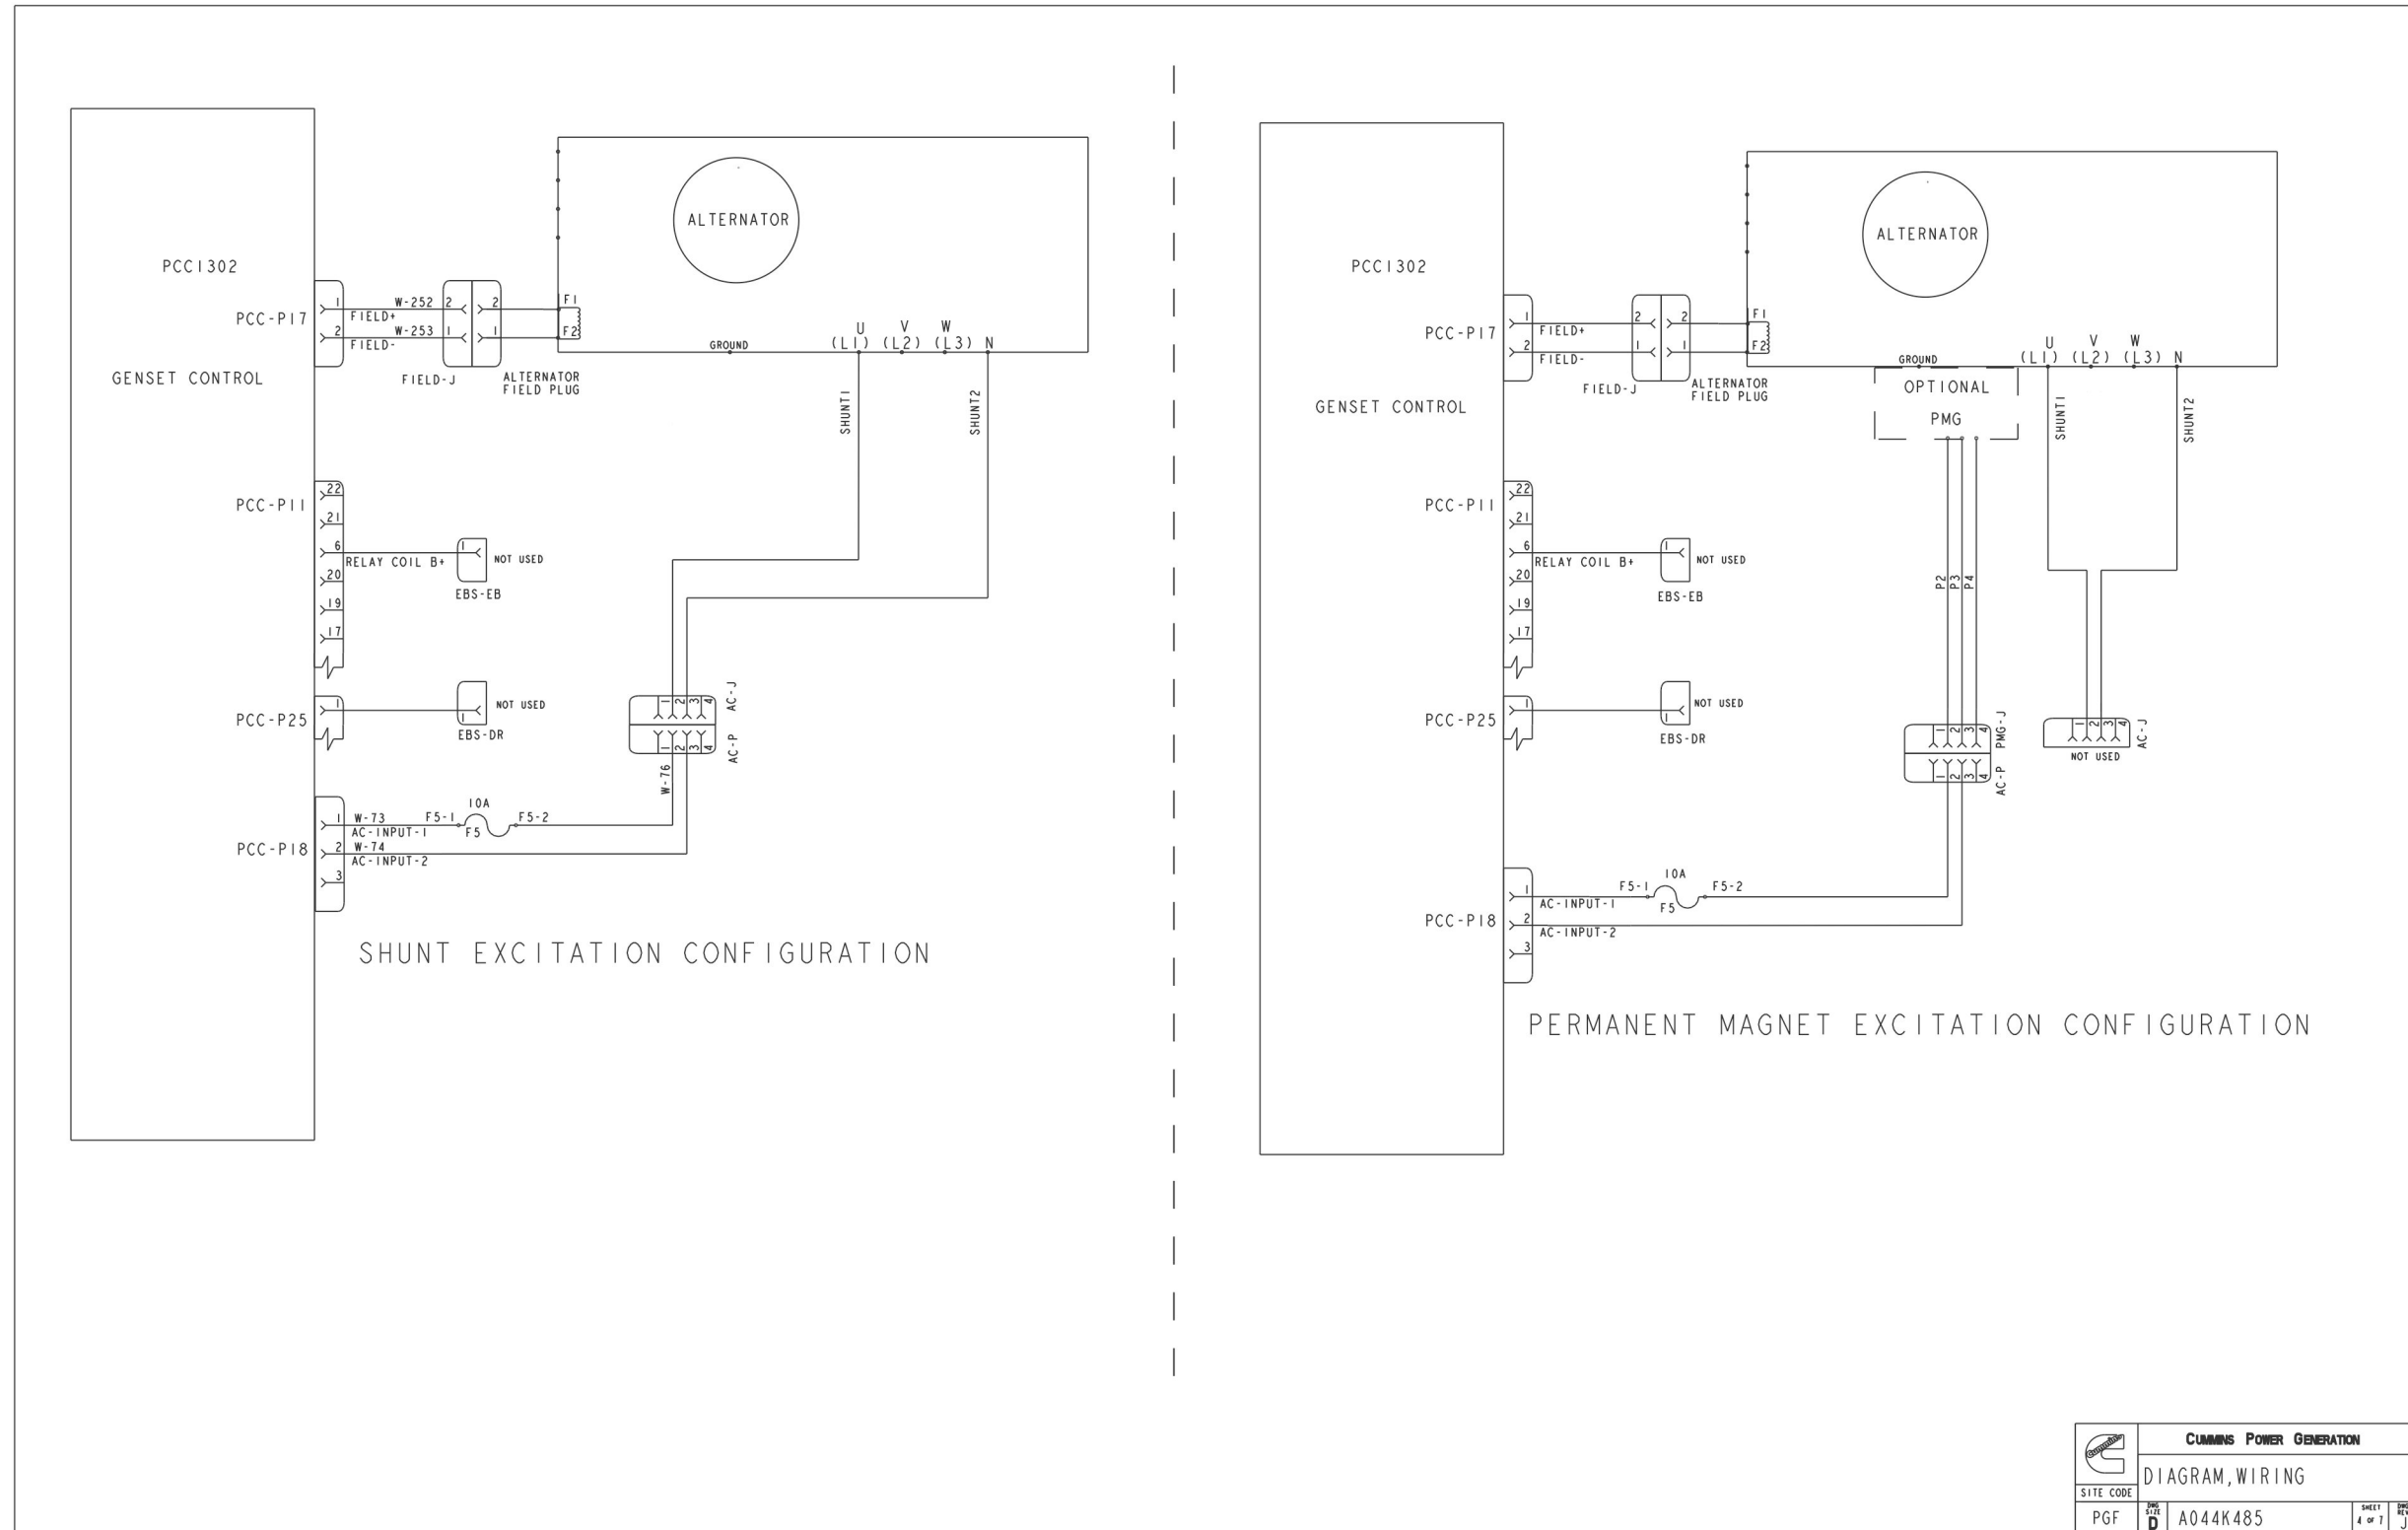 PCC1302
GENSET CONTROL
PCC-P17
1
2
FIELD+
FIELD-
W-252
W-253
2
1
2
1
FIELD-J
ALTERNATOR
FIELD PLUG
F1
F2
ALTERNATOR
GROUND
U V W
(L1) (L2) (L3) N
SHUNT1
SHUNT2
PCC-P11
22
21
6
20
19
17
RELAY COIL B+
1
NOT USED
EBS-EB
PCC-P25
1
1
NOT USED
EBS-DR
1
2
3
4
AC-J
1
2
3
4
AC-P
W-76
PCC-P18
1
2
3
W-73
AC-INPUT-1
W-74
AC-INPUT-2
F5-1
10A
F5
F5-2
SHUNT EXCITATION CONFIGURATION
PCC1302
GENSET CONTROL
PCC-P17
1
2
FIELD+
FIELD-
2
1
2
1
FIELD-J
ALTERNATOR
FIELD PLUG
F1
F2
ALTERNATOR
GROUND
U V W
(L1) (L2) (L3) N
OPTIONAL
PMG
SHUNT1
SHUNT2
P2
P3
P4
PCC-P11
22
21
6
20
19
17
RELAY COIL B+
1
NOT USED
EBS-EB
PCC-P25
1
1
NOT USED
EBS-DR
1
2
3
4
PMG-J
1
2
3
4
AC-P
1
2
3
4
AC-J
NOT USED
PCC-P18
1
2
3
AC-INPUT-1
AC-INPUT-2
F5-1
10A
F5
F5-2
PERMANENT MAGNET EXCITATION CONFIGURATION
Cummins
CUMMINS POWER GENERATION
DIAGRAM,WIRING
SITE CODE
PGF
DWG SIZE
D
A044K485
SHEET
4 OF 7